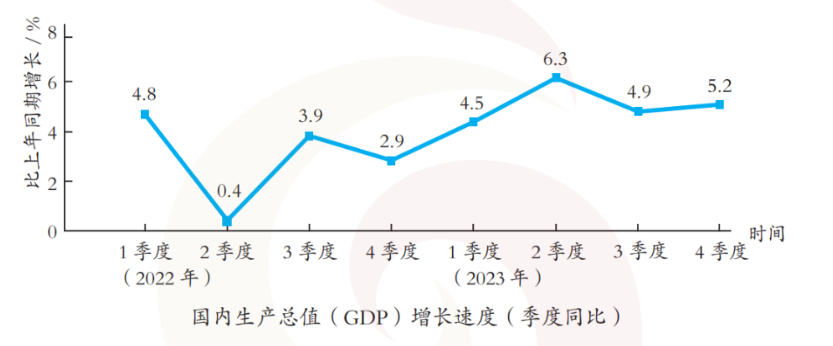 比上年同期增长/%
8
6
4
2
0
4.8
0.4
3.9
2.9
4.5
6.3
4.9
5.2
1季度 2季度 3季度 4季度 1季度 2季度 3季度 4季度
(2022年) (2023年)
时间
国内生产总值(GDP)增长速度(季度同比)